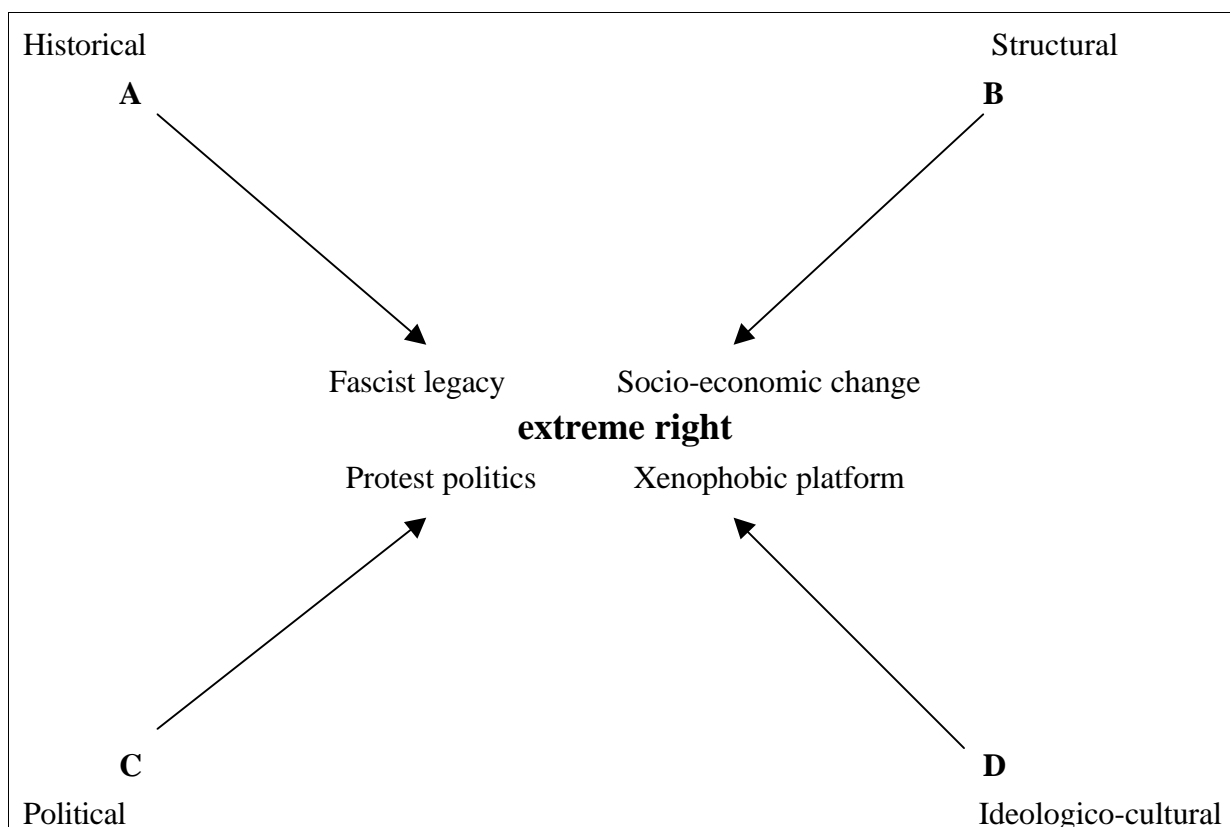 Historical Structural
A B
Fascist legacy Socio-economic change
extreme right
Protest politics Xenophobic platform
C D
Political Ideologico-cultural